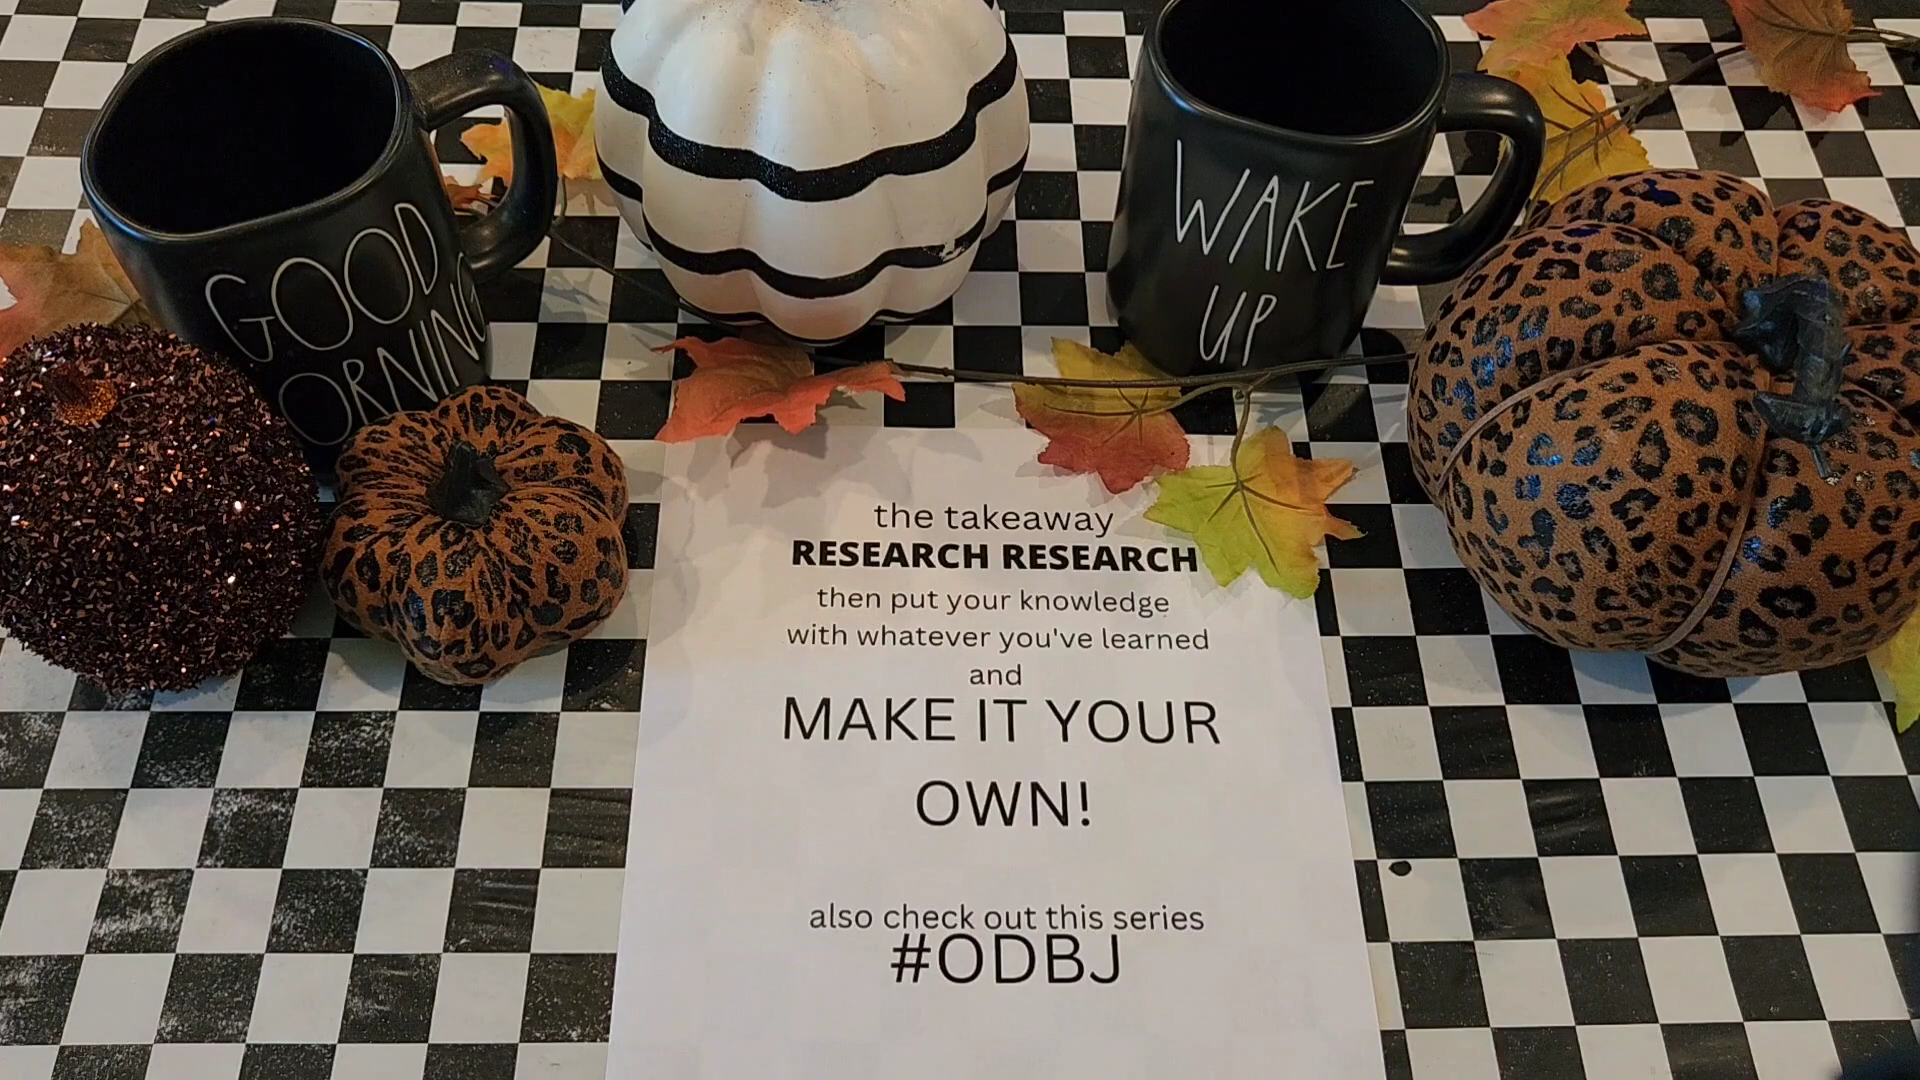 GOOD
ORNING
WAKE
UP
the takeaway
RESEARCH RESEARCH
then put your knowledge
with whatever you've learned
and
MAKE IT YOUR
OWN!
also check out this series
#ODBJ